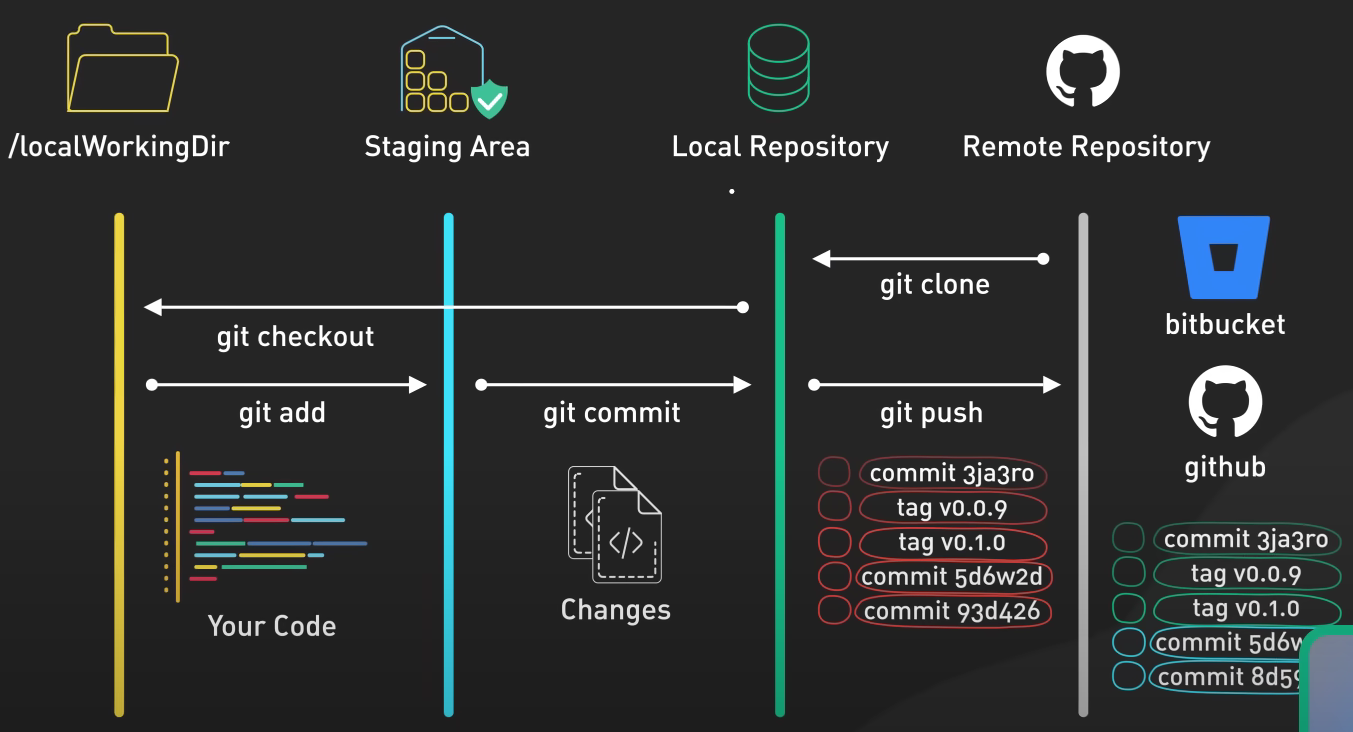 /localWorkingDir
Staging Area
Local Repository
Remote Repository
git clone
git checkout
git add
git commit
git push
bitbucket
github
</>
Your Code
Changes
commit 3ja3ro
tag v0.0.9
tag v0.1.0
commit 5d6w2d
commit 93d426
commit 3ja3ro
tag v0.0.9
tag v0.1.0
commit
commit